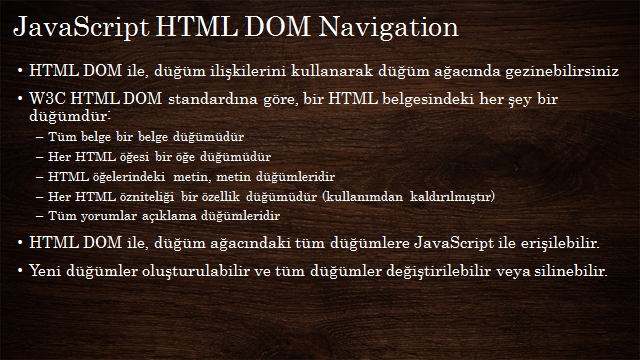 JavaScript HTML DOM Navigation
• HTML DOM ile, düğüm ilişkilerini kullanarak düğüm ağacında gezinebilirsiniz
• W3C HTML DOM standardına göre, bir HTML belgesindeki her şey bir
düğümdür:
– Tüm belge bir belge düğümüdür
– Her HTML öğesi bir öğe düğümüdür
– HTML öğelerindeki metin, metin düğümleridir
– Her HTML özniteliği bir özellik düğümüdür (kullanımdan kaldırılmıştır)
– Tüm yorumlar açıklama düğümleridir
• HTML DOM ile, düğüm ağacındaki tüm düğümlere JavaScript ile erişilebilir.
• Yeni düğümler oluşturulabilir ve tüm düğümler değiştirilebilir veya silinebilir.